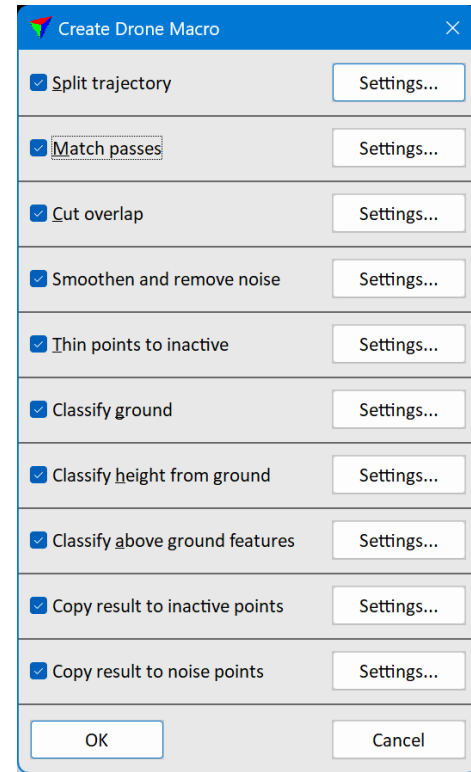 Create Drone Macro
Split trajectory Settings...
Match passes Settings...
Cut overlap Settings...
Smoothen and remove noise Settings...
Thin points to inactive Settings...
Classify ground Settings...
Classify height from ground Settings...
Classify above ground features Settings...
Copy result to inactive points Settings...
Copy result to noise points Settings...
OK Cancel